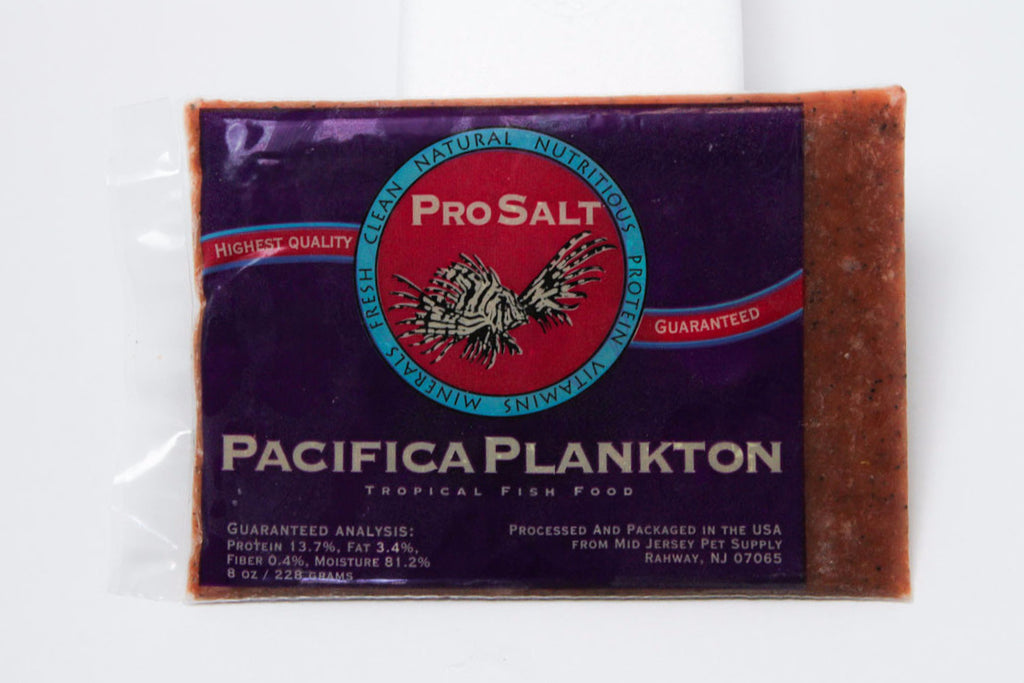 NATURAL NUTRITIOUS PROTEIN VITAMINS MINERALS FRESH CLEAN
PRO SALT
HIGHEST QUALITY
GUARANTEED
PACIFICA PLANKTON
TROPICAL FISH FOOD
GUARANTEED ANALYSIS:
PROTEIN 13.7%, FAT 3.4%,
FIBER 0.4%, MOISTURE 81.2%
8 OZ / 228 GRAMS
PROCESSED AND PACKAGED IN THE USA
FROM MID JERSEY PET SUPPLY
RAHWAY, NJ 07065